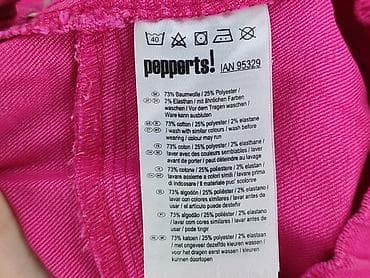 40
pepperts! IAN 95329
73% Baumwolle / 25% Polyester /
2% Elasthan / mit ähnlichen Farben
waschen / Vor dem Tragen waschen /
Ware kann ausbluten
73% cotton / 25% polyester / 2% elastane
/ wash with similar colours / wash before
wearing / colour may run
73% coton / 25% polyester / 2% élasthanne /
laver avec des couleurs semblables / laver
avant de porter / peut déteindre au lavage
73% cotone / 25% poliestere / 2% elastan /
lavare assieme a colori simili / lavare prima
di indossare / Il materiale puo' scolorire
73% algodón / 25% poliéster / 2% elastano /
lavar con colores similares / lavar antes de
usar / el artículo puede desteñir
73% algodão / 25% poliéster / 2% elastano /
lavar com cores similares / lavar antes de
usar / pode tingir
73% katoen / 25% polyester / 2% elastaan /
met ongeveer dezelfde kleuren wassen /
voor het dragen eerst wassen / kleuren
kunnen doorlopen